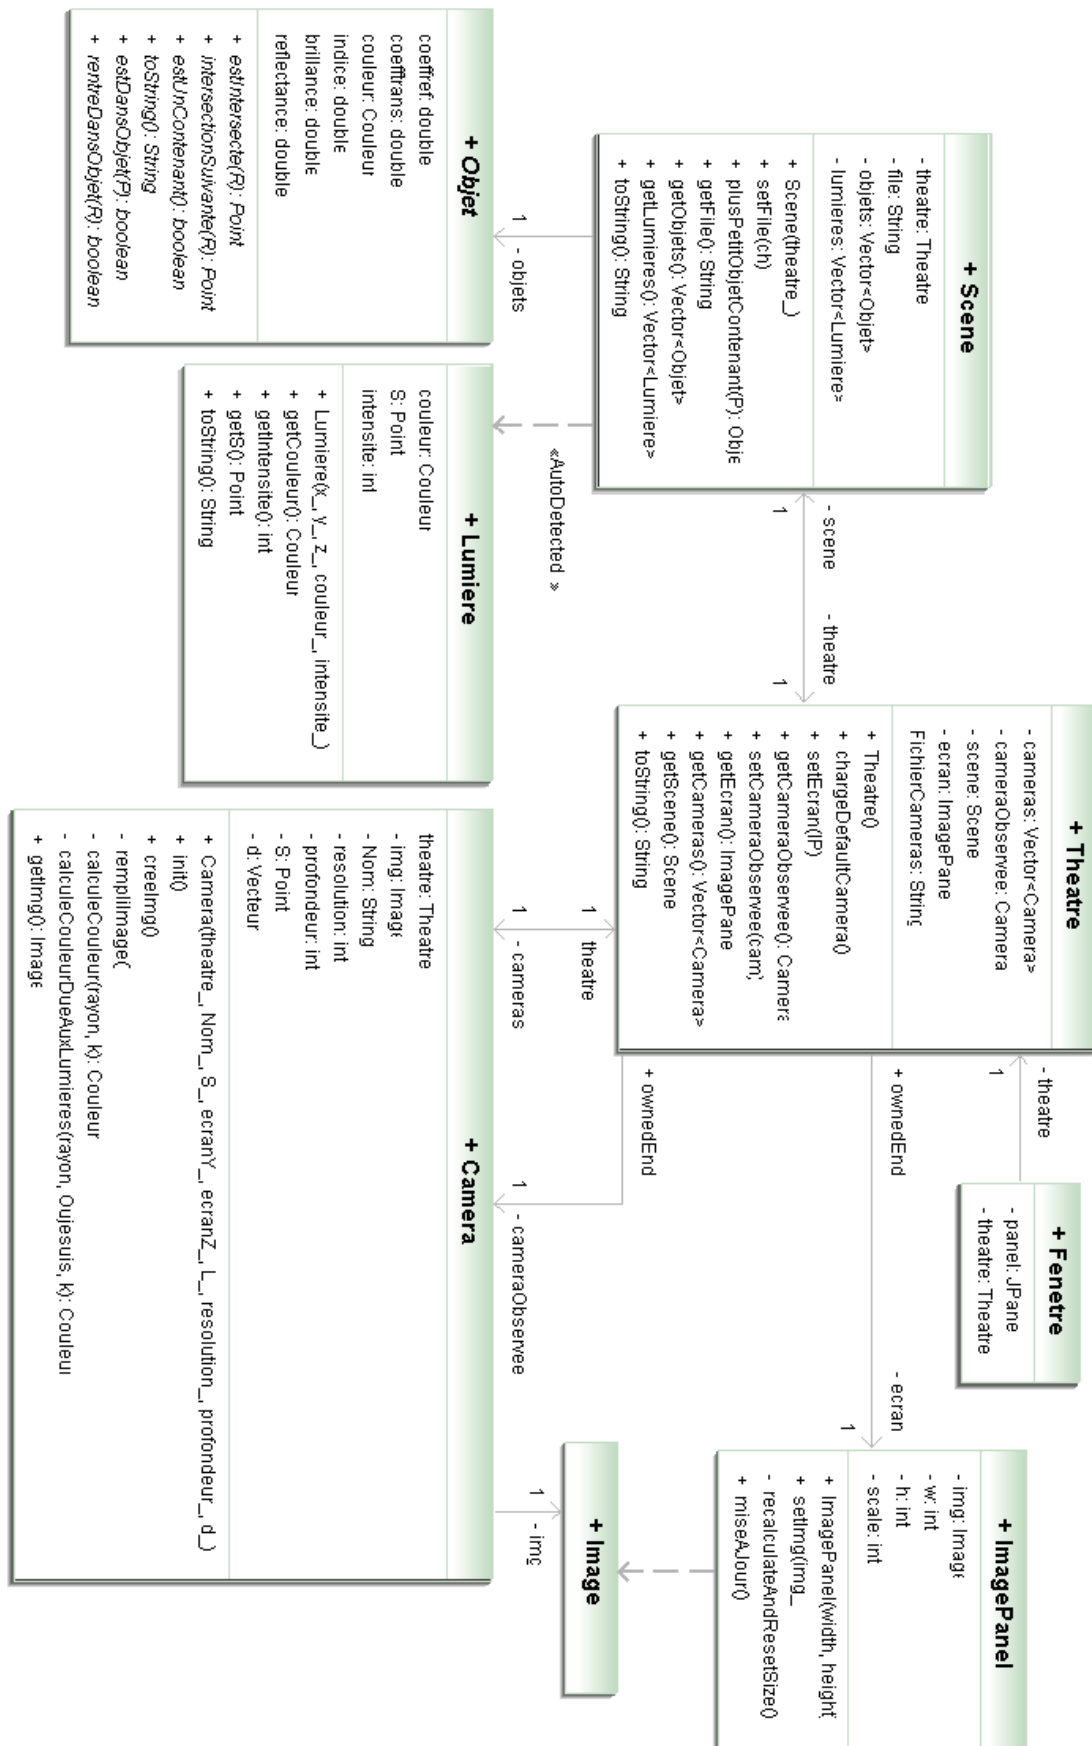 + Scene
- theatre: Theatre
- file: String
- objets: Vector<Objet>
- lumieres: Vector<Lumiere>
+ Scene(theatre_)
+ setFile(ch)
+ plusPetitObjetContenant(P): Obje
+ getFile(): String
+ getObjets(): Vector<Objet>
+ getLumieres(): Vector<Lumiere>
+ toString(): String
- scene
1
- theatre
1
+ Theatre
- cameras: Vector<Camera>
- cameraObservee: Camera
- scene: Scene
- ecran: ImagePane
FichierCameras: String
+ Theatre()
+ chargeDefaultCamera()
+ setEcran(IP)
+ getCameraObservee(): Camera
+ setCameraObservee(cam)
+ getEcran(): ImagePane
+ getCameras(): Vector<Camera>
+ getScene(): Scene
+ toString(): String
- theatre
1
+ Fenetre
- panel: JPane
- theatre: Theatre
+ ownedEnd
- ecran
1
+ ImagePanel
- img: Image
- w: int
- h: int
- scale: int
+ ImagePanel(width, height)
+ setImg(img_
- recalculateAndResetSize()
+ miseAJour()
1
- objets
«AutoDetected »
1
theatre
1
- cameras
+ ownedEnd
1
- cameraObservee
+ Objet
coeffref: double
coefftrans: double
couleur: Couleur
indice: double
brillance: double
reflectance: double
+ estIntersecte(R): Point
+ intersectionSuivante(R): Point
+ estUnContenant(): boolean
+ toString(): String
+ estDansObjet(P): boolean
+ rentreDansObjet(R): boolean
+ Lumiere
couleur: Couleur
S: Point
intensite: int
+ Lumiere(x_, y_, z_, couleur_, intensite_)
+ getCouleur(): Couleur
+ getIntensite(): int
+ getS(): Point
+ toString(): String
+ Camera
theatre: Theatre
- img: Image
- Nom: String
- resolution: int
- profondeur: int
- S: Point
- d: Vecteur
+ Camera(theatre_, Nom_, S_, ecranY_, ecranZ_, L_, resolution_, profondeur_, d_)
+ init()
+ creeImg()
- rempliImage(
- calculeCouleur(rayon, k): Couleur
- calculeCouleurDueAuxLumieres(rayon, Oujesuis, k): Couleur
+ getImg(): Image
1
- img
+ Image